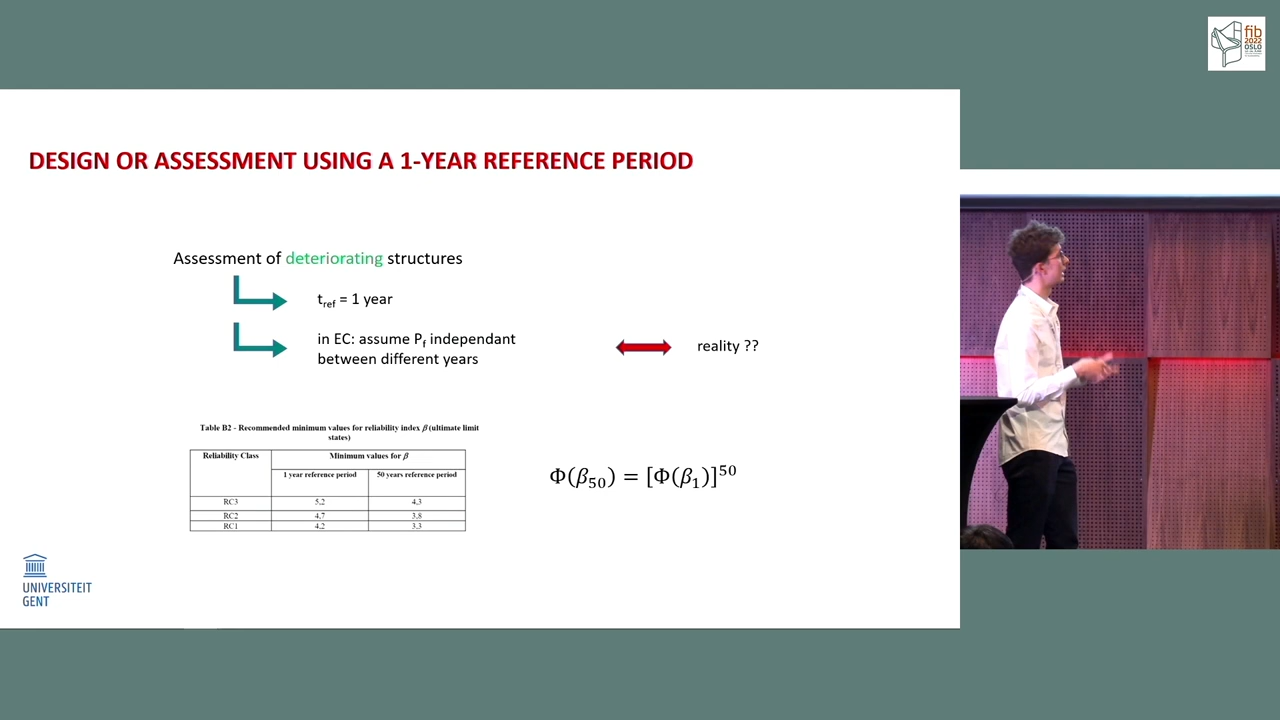 fib
2022
OSLO
DESIGN OR ASSESSMENT USING A 1-YEAR REFERENCE PERIOD
Assessment of deteriorating structures
t_ref = 1 year
in EC: assume P_f independant
between different years
reality ??
Table B2 - Recommended minimum values for reliability index β (ultimate limit
states)
Reliability Class
Minimum values for β
1 year reference period
50 years reference period
RC3 5,2 4,3
RC2 4,7 3,8
RC1 4,2 3,3
Φ(β₅₀) = [Φ(β₁)]⁵⁰
UNIVERSITEIT
GENT